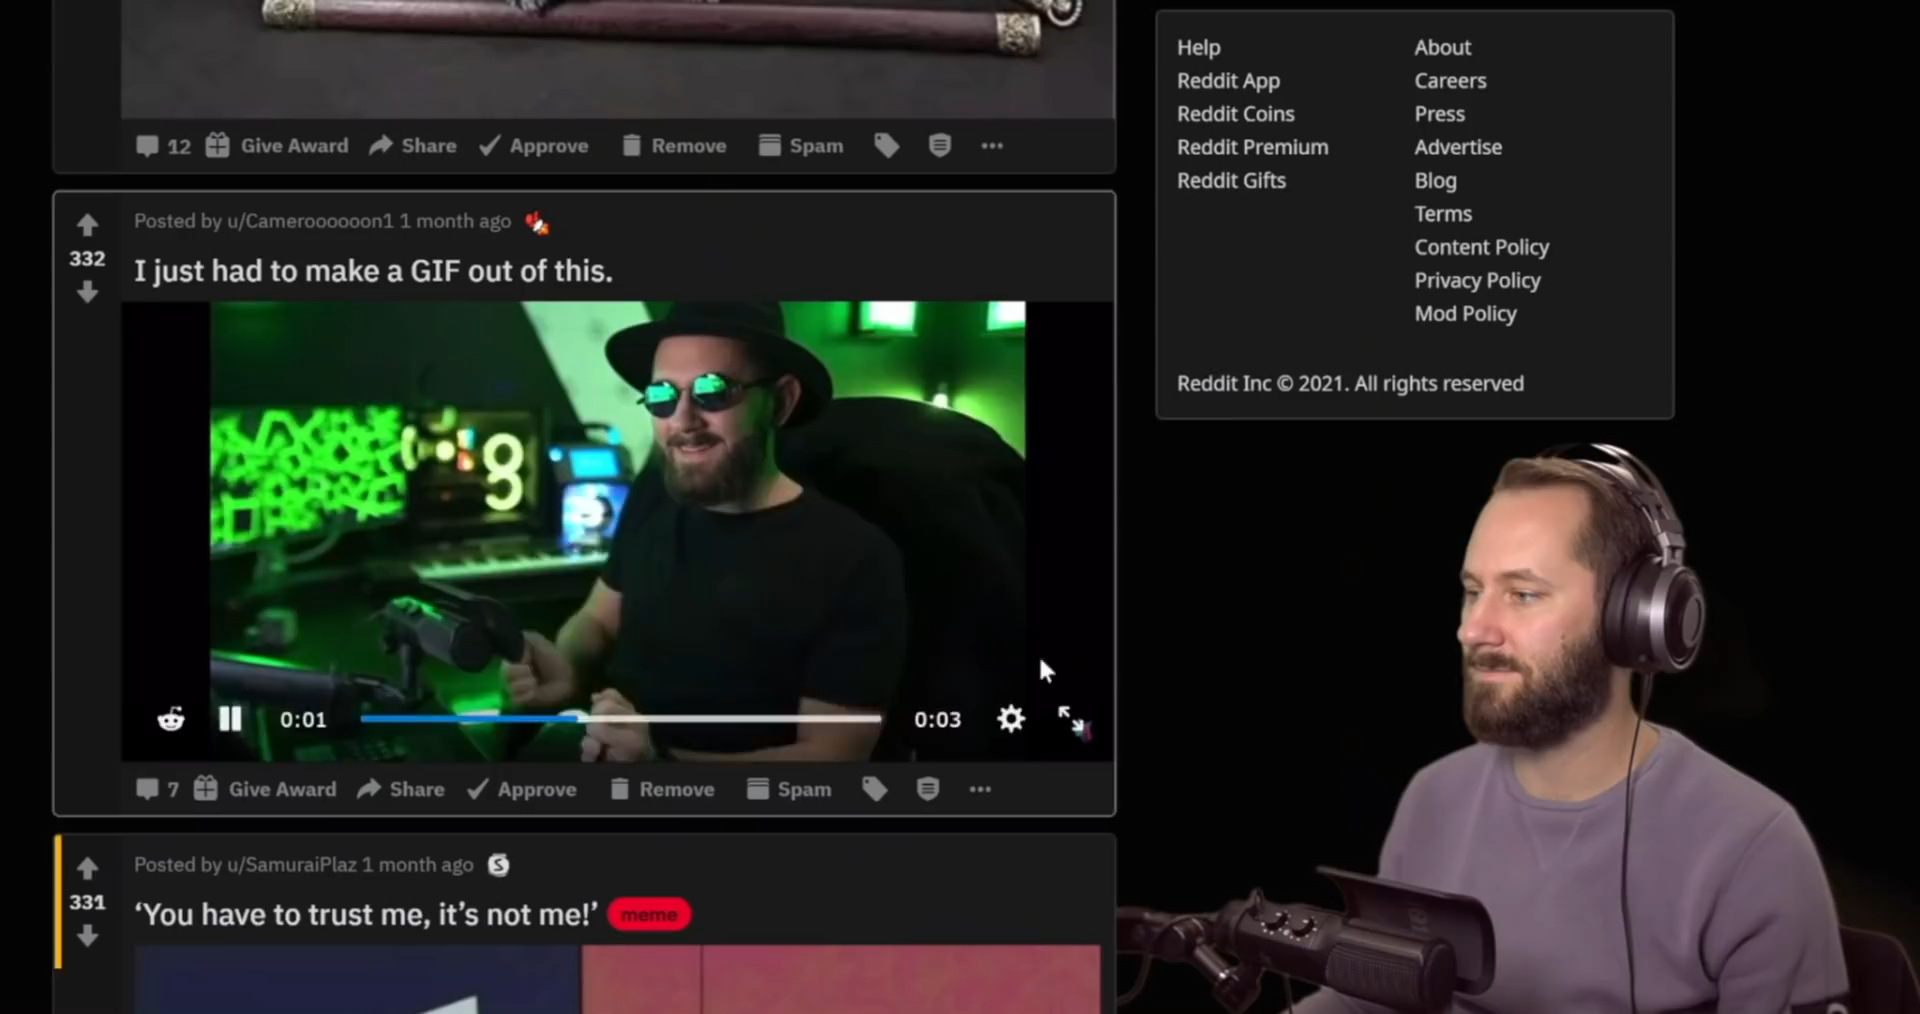 12 Give Award Share Approve Remove Spam
Posted by u/Cameroooooon1 1 month ago
332
I just had to make a GIF out of this.
8
0:01
0:03
7 Give Award Share Approve Remove Spam
Posted by u/SamuraiPlaz 1 month ago
S
331
‘You have to trust me, it’s not me!’ meme
Help
Reddit App
Reddit Coins
Reddit Premium
Reddit Gifts
About
Careers
Press
Advertise
Blog
Terms
Content Policy
Privacy Policy
Mod Policy
Reddit Inc © 2021. All rights reserved